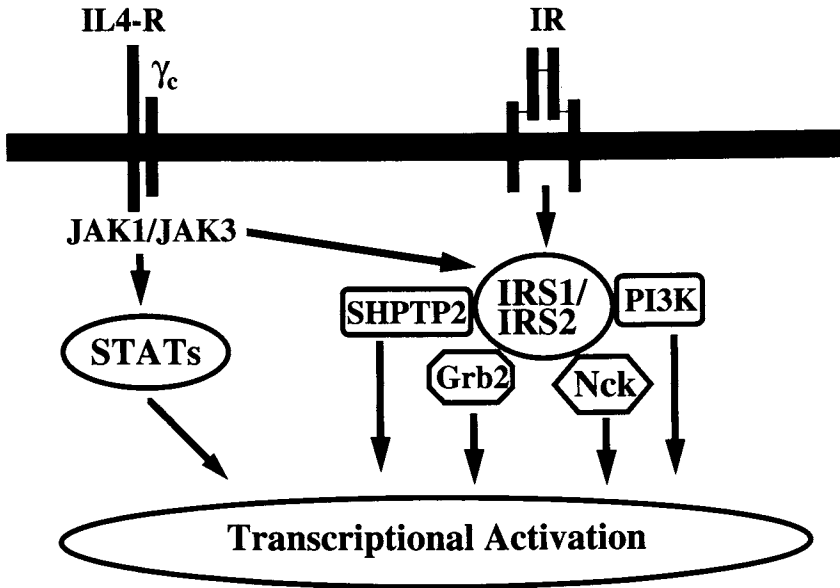 IL4-R
IR
γc
JAK1/JAK3
IRS1/
IRS2
SHPTP2
PI3K
STATs
Grb2
Nck
Transcriptional Activation